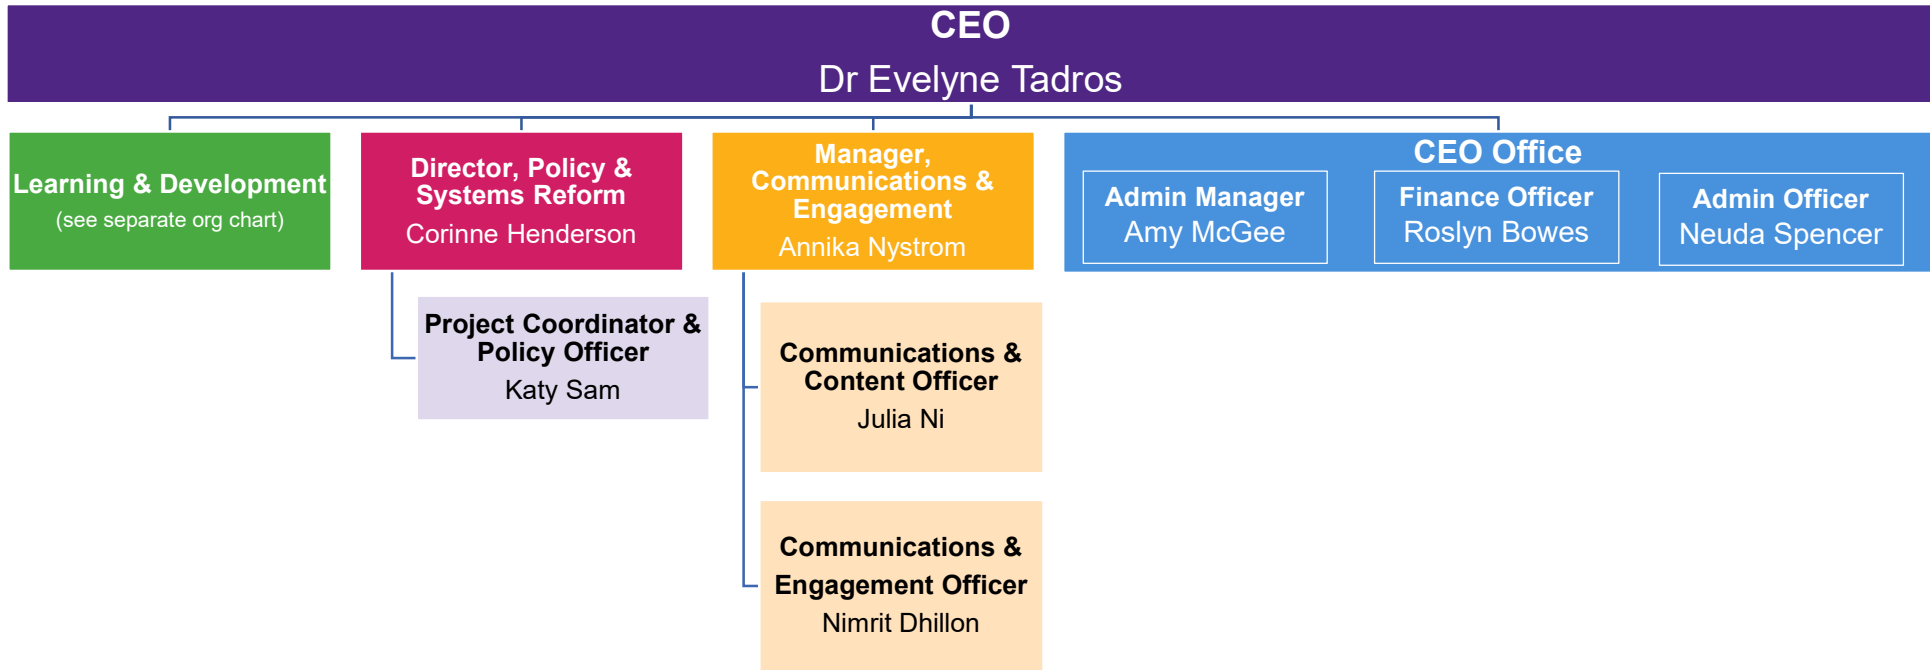 CEO
Dr Evelyne Tadros
Learning & Development
(see separate org chart)
Director, Policy &
Systems Reform
Corinne Henderson
Manager,
Communications &
Engagement
Annika Nystrom
CEO Office
Admin Manager
Amy McGee
Finance Officer
Roslyn Bowes
Admin Officer
Neuda Spencer
Project Coordinator &
Policy Officer
Katy Sam
Communications &
Content Officer
Julia Ni
Communications &
Engagement Officer
Nimrit Dhillon